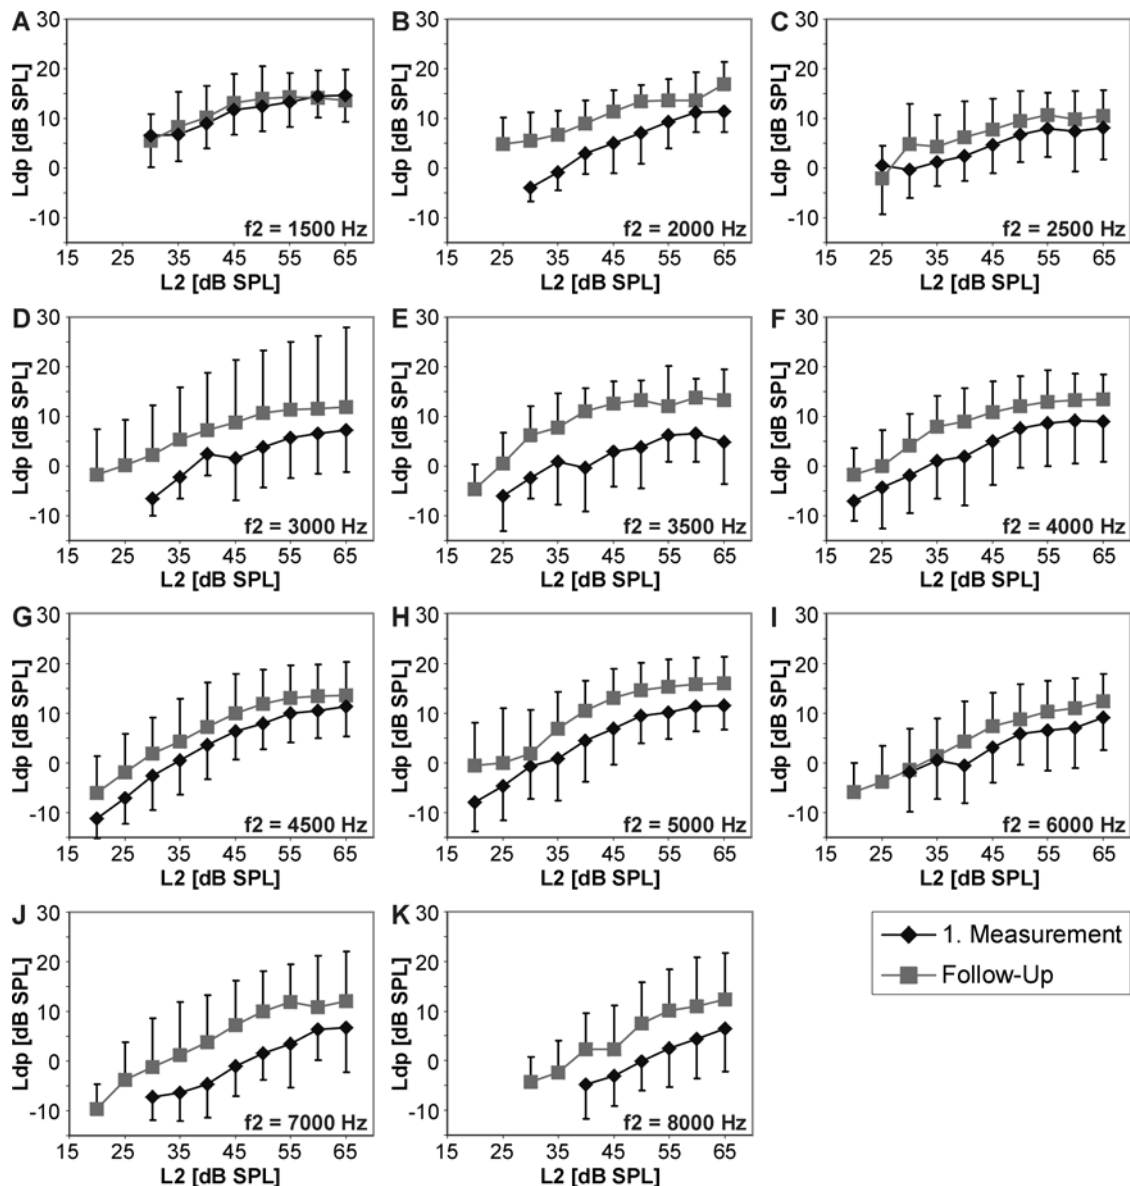 A
30
20
10
0
-10
Ldp [dB SPL]
f2 = 1500 Hz
15 25 35 45 55 65
L2 [dB SPL]
B
30
20
10
0
-10
Ldp [dB SPL]
f2 = 2000 Hz
15 25 35 45 55 65
L2 [dB SPL]
C
30
20
10
0
-10
Ldp [dB SPL]
f2 = 2500 Hz
15 25 35 45 55 65
L2 [dB SPL]
D
30
20
10
0
-10
Ldp [dB SPL]
f2 = 3000 Hz
15 25 35 45 55 65
L2 [dB SPL]
E
30
20
10
0
-10
Ldp [dB SPL]
f2 = 3500 Hz
15 25 35 45 55 65
L2 [dB SPL]
F
30
20
10
0
-10
Ldp [dB SPL]
f2 = 4000 Hz
15 25 35 45 55 65
L2 [dB SPL]
G
30
20
10
0
-10
Ldp [dB SPL]
f2 = 4500 Hz
15 25 35 45 55 65
L2 [dB SPL]
H
30
20
10
0
-10
Ldp [dB SPL]
f2 = 5000 Hz
15 25 35 45 55 65
L2 [dB SPL]
I
30
20
10
0
-10
Ldp [dB SPL]
f2 = 6000 Hz
15 25 35 45 55 65
L2 [dB SPL]
J
30
20
10
0
-10
Ldp [dB SPL]
f2 = 7000 Hz
15 25 35 45 55 65
L2 [dB SPL]
K
30
20
10
0
-10
Ldp [dB SPL]
f2 = 8000 Hz
15 25 35 45 55 65
L2 [dB SPL]
1. Measurement
Follow-Up